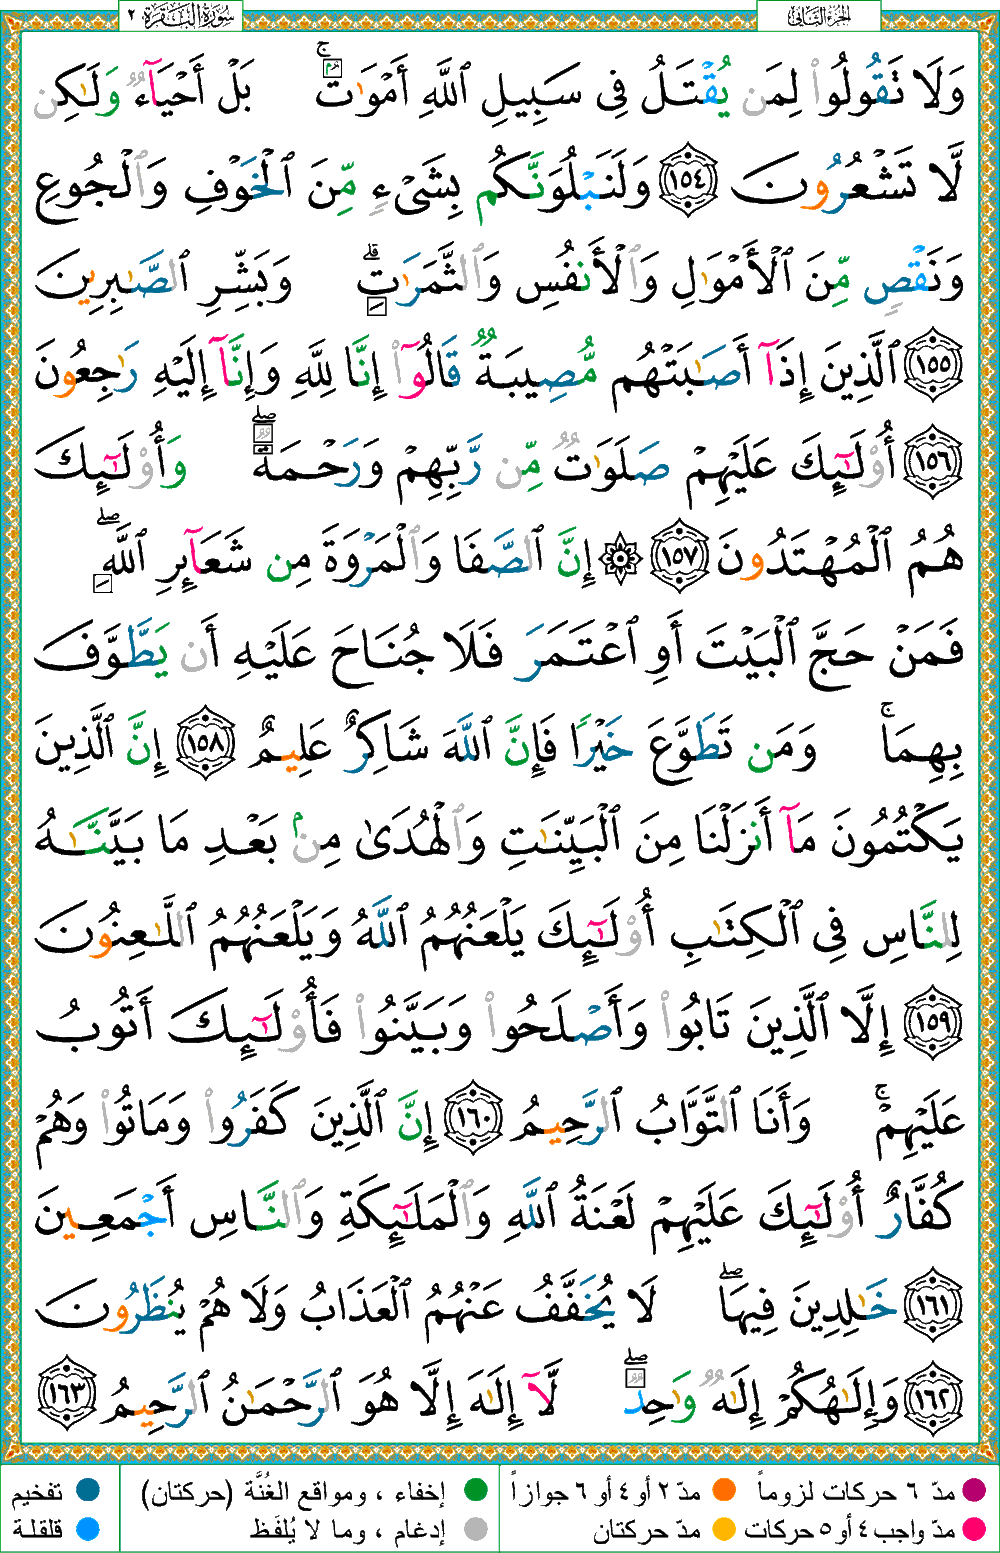 الجزء الثاني
سورة البقرة ٢
وَلَا تَقُولُوا۟ لِمَن يُقْتَلُ فِى سَبِيلِ ٱللَّهِ أَمْوَٰتٌۢ ۚ بَلْ أَحْيَآءٌ وَلَـٰكِن
لَّا تَشْعُرُونَ ١٥٤ وَلَنَبْلُوَنَّكُم بِشَىْءٍ مِّنَ ٱلْخَوْفِ وَٱلْجُوعِ
وَنَقْصٍ مِّنَ ٱلْأَمْوَٰلِ وَٱلْأَنفُسِ وَٱلثَّمَرَٰتِ ۗ وَبَشِّرِ ٱلصَّـٰبِرِينَ
١٥٥ ٱلَّذِينَ إِذَآ أَصَـٰبَتْهُم مُّصِيبَةٌ قَالُوٓا۟ إِنَّا لِلَّهِ وَإِنَّآ إِلَيْهِ رَٰجِعُونَ
١٥٦ أُو۟لَـٰٓئِكَ عَلَيْهِمْ صَلَوَٰتٌ مِّن رَّبِّهِمْ وَرَحْمَةٌ ۖ وَأُو۟لَـٰٓئِكَ
هُمُ ٱلْمُهْتَدُونَ ١٥٧ ۞ إِنَّ ٱلصَّفَا وَٱلْمَرْوَةَ مِن شَعَآئِرِ ٱللَّهِ ۖ
فَمَنْ حَجَّ ٱلْبَيْتَ أَوِ ٱعْتَمَرَ فَلَا جُنَاحَ عَلَيْهِ أَن يَطَّوَّفَ
بِهِمَا ۚ وَمَن تَطَوَّعَ خَيْرًا فَإِنَّ ٱللَّهَ شَاكِرٌ عَلِيمٌ ١٥٨ إِنَّ ٱلَّذِينَ
يَكْتُمُونَ مَآ أَنزَلْنَا مِنَ ٱلْبَيِّنَـٰتِ وَٱلْهُدَىٰ مِنۢ بَعْدِ مَا بَيَّنَّـٰهُ
لِلنَّاسِ فِى ٱلْكِتَـٰبِ أُو۟لَـٰٓئِكَ يَلْعَنُهُمُ ٱللَّهُ وَيَلْعَنُهُمُ ٱللَّـٰعِنُونَ
١٥٩ إِلَّا ٱلَّذِينَ تَابُوا۟ وَأَصْلَحُوا۟ وَبَيَّنُوا۟ فَأُو۟لَـٰٓئِكَ أَتُوبُ
عَلَيْهِمْ ۚ وَأَنَا ٱلتَّوَّابُ ٱلرَّحِيمُ ١٦٠ إِنَّ ٱلَّذِينَ كَفَرُوا۟ وَمَاتُوا۟ وَهُمْ
كُفَّارٌ أُو۟لَـٰٓئِكَ عَلَيْهِمْ لَعْنَةُ ٱللَّهِ وَٱلْمَلَـٰٓئِكَةِ وَٱلنَّاسِ أَجْمَعِينَ
١٦١ خَـٰلِدِينَ فِيهَا ۖ لَا يُخَفَّفُ عَنْهُمُ ٱلْعَذَابُ وَلَا هُمْ يُنظَرُونَ
١٦٢ وَإِلَـٰهُكُمْ إِلَـٰهٌ وَٰحِدٌ ۖ لَّآ إِلَـٰهَ إِلَّا هُوَ ٱلرَّحْمَـٰنُ ٱلرَّحِيمُ ١٦٣
مدّ ٦ حركات لزوماً
مدّ ٢ أو ٤ أو ٦ جوازاً
إخفاء ، ومواقع الغُنَّة (حركتان)
تفخيم
مدّ واجب ٤ أو ٥ حركات
مدّ حركتان
إدغام ، وما لا يُلفَظ
قلقلة